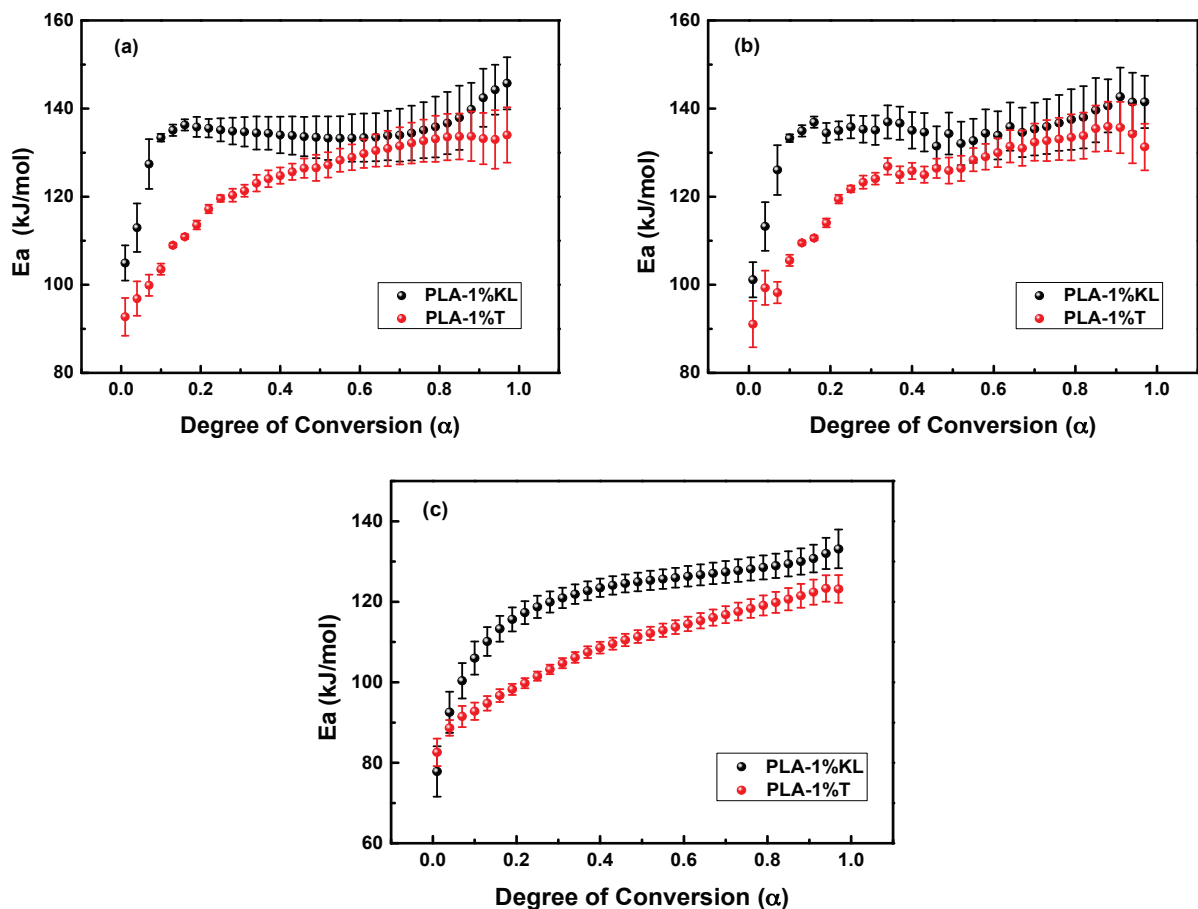 (a)
160
140
120
100
80
Ea (kJ/mol)
PLA-1%KL
PLA-1%T
0.0 0.2 0.4 0.6 0.8 1.0
Degree of Conversion (α)
(b)
160
140
120
100
80
Ea (kJ/mol)
PLA-1%KL
PLA-1%T
0.0 0.2 0.4 0.6 0.8 1.0
Degree of Conversion (α)
(c)
140
120
100
80
60
Ea (kJ/mol)
PLA-1%KL
PLA-1%T
0.0 0.2 0.4 0.6 0.8 1.0
Degree of Conversion (α)